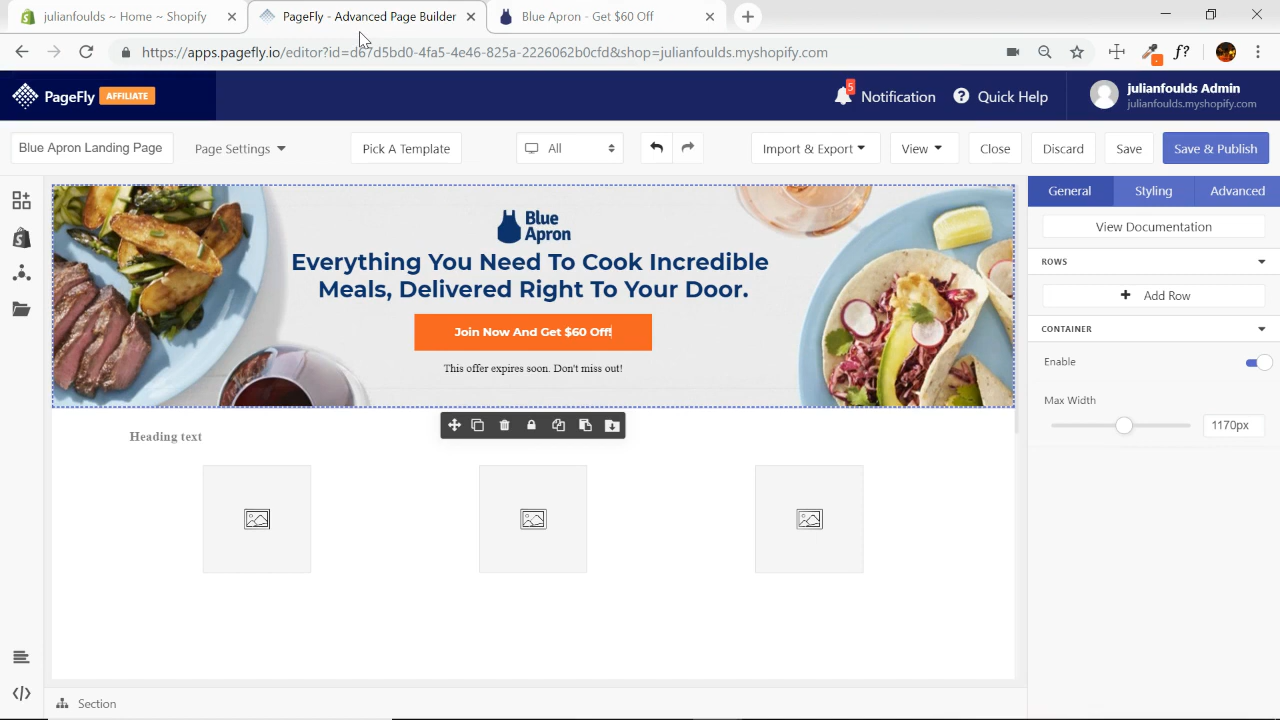 julianfoulds ~ Home ~ Shopify
PageFly - Advanced Page Builder
Blue Apron - Get $60 Off
https://apps.pagefly.io/editor?id=d67d5bd0-4fa5-4e46-825a-2226062b0cfd&shop=julianfoulds.myshopify.com
f?
PageFly AFFILIATE
5
Notification
Quick Help
julianfoulds Admin
julianfoulds.myshopify.com
Blue Apron Landing Page
Page Settings
Pick A Template
All
Import & Export
View
Close
Discard
Save
Save & Publish
General
Styling
Advanced
View Documentation
ROWS
Add Row
CONTAINER
Enable
Max Width
1170px
Blue
Apron
Everything You Need To Cook Incredible
Meals, Delivered Right To Your Door.
Join Now And Get $60 Off!
This offer expires soon. Don't miss out!
Heading text
Section